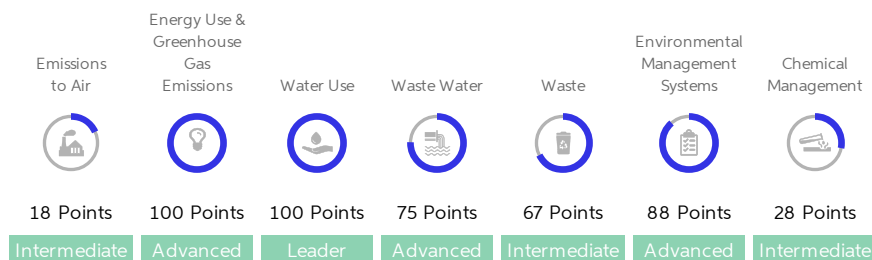 Emissions
to Air
Energy Use &
Greenhouse
Gas
Emissions
Water Use
Waste Water
Waste
Environmental
Management
Systems
Chemical
Management
18 Points
100 Points
100 Points
75 Points
67 Points
88 Points
28 Points
Intermediate
Advanced
Leader
Advanced
Intermediate
Advanced
Intermediate